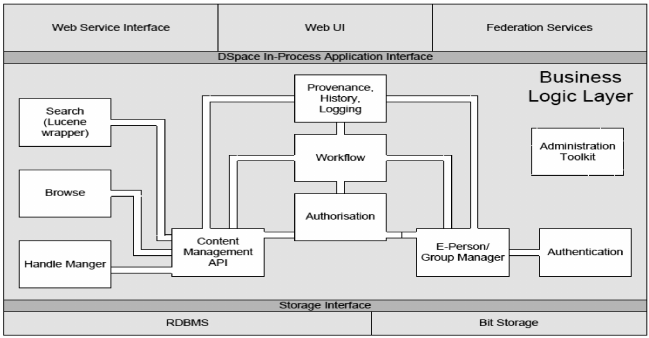 Web Service Interface
Web UI
Federation Services
DSpace In-Process Application Interface
Business
Logic Layer
Provenance,
History,
Logging
Search
(Lucene
wrapper)
Workflow
Administration
Toolkit
Browse
Authorisation
Content
Management
API
E-Person/
Group Manager
Authentication
Handle Manger
Storage Interface
RDBMS
Bit Storage